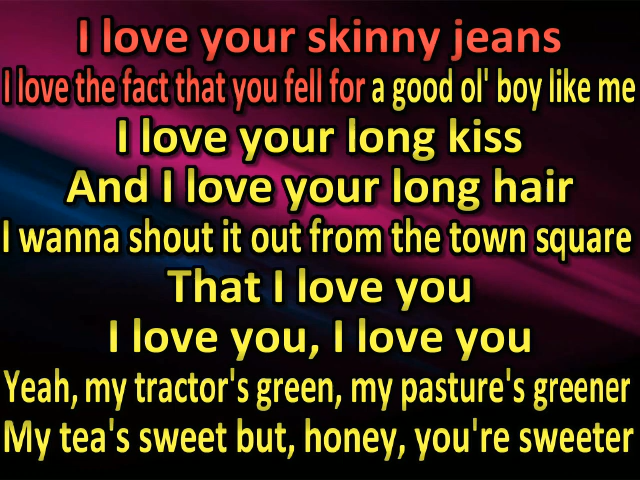 I love your skinny jeans
I love the fact that you fell for a good ol' boy like me
I love your long kiss
And I love your long hair
I wanna shout it out from the town square
That I love you
I love you, I love you
Yeah, my tractor's green, my pasture's greener
My tea's sweet but, honey, you're sweeter